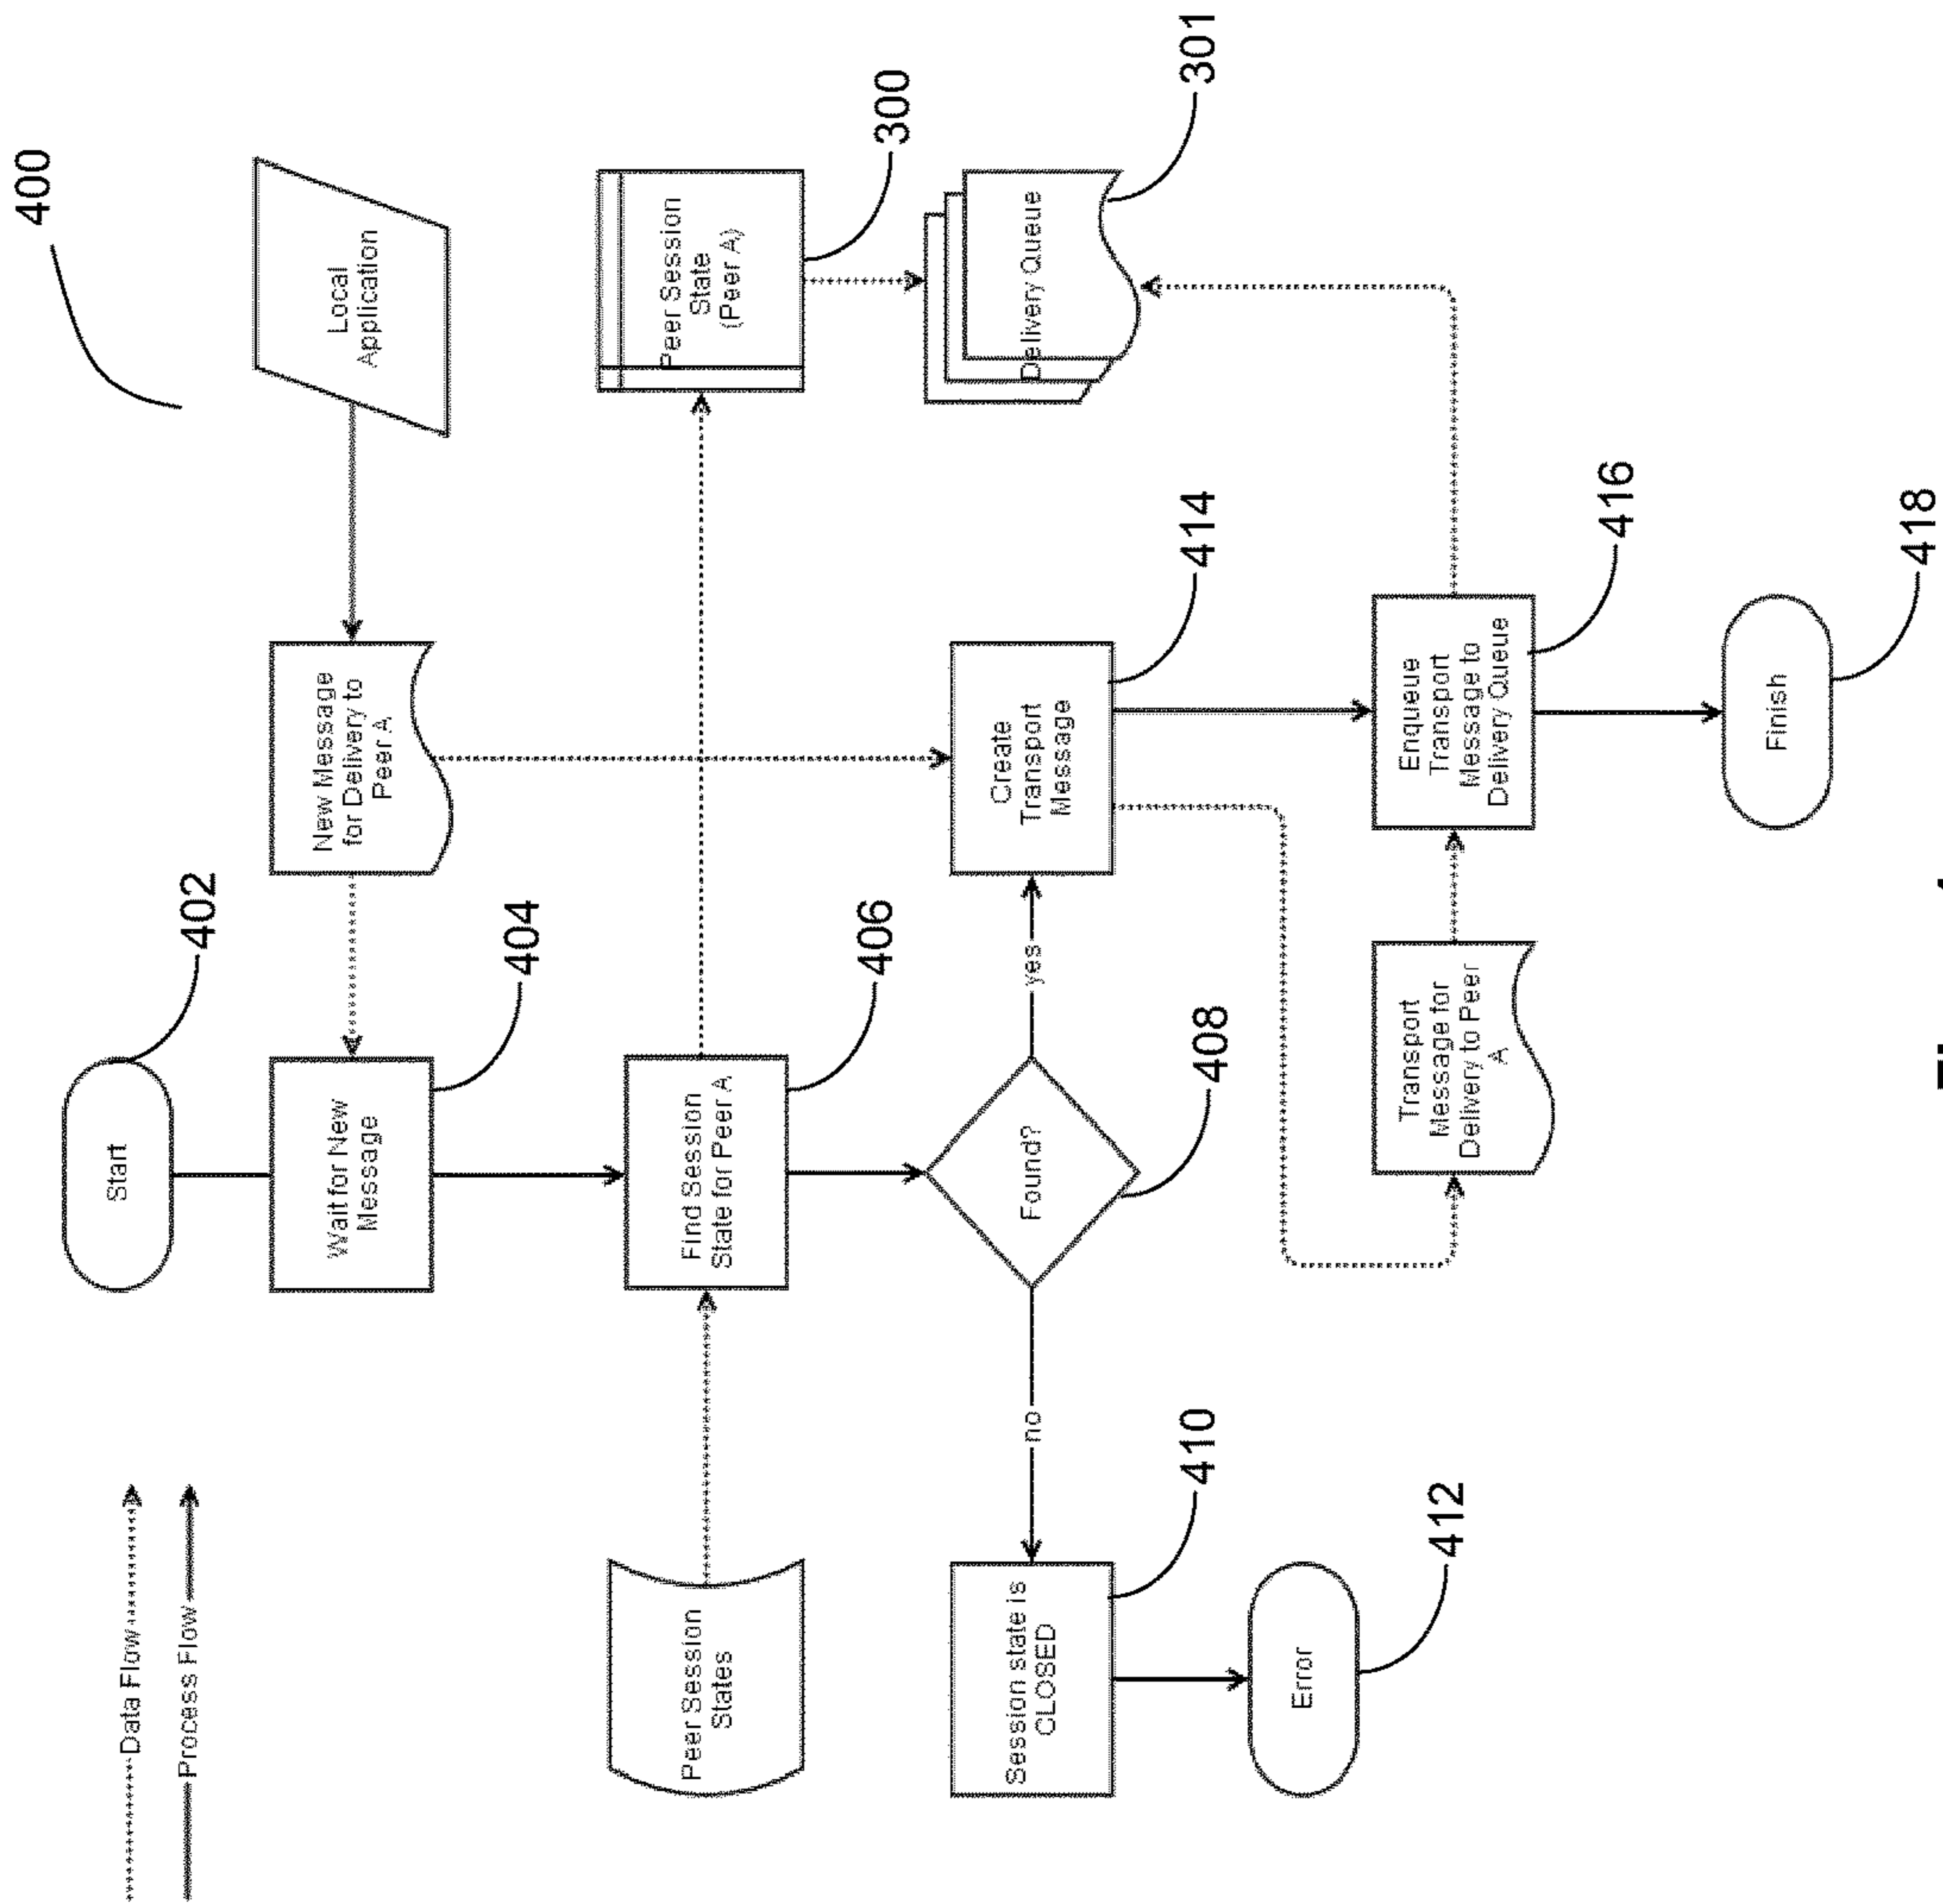 Data Flow
Process Flow
400
Start
402
Local
Application
New Message
for Delivery to
Peer A
Wait for New
Message
404
Peer Session
States
Find Session
State for Peer A
406
Peer Session
State
(Peer A)
300
Delivery Queue
301
Found?
408
yes
no
Create
Transport
Message
414
Session state is
CLOSED
410
Error
412
Transport
Message for
Delivery to Peer
A
Enqueue
Transport
Message to
Delivery Queue
416
Finish
418